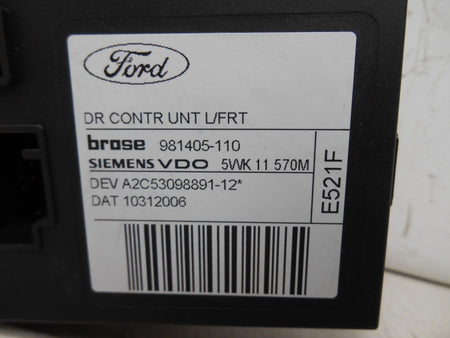 Ford
DR CONTR UNT L/FRT
brose 981405-110
SIEMENS VDO 5WK 11 570M
DEV A2C53098891-12*
DAT 10312006
E521F